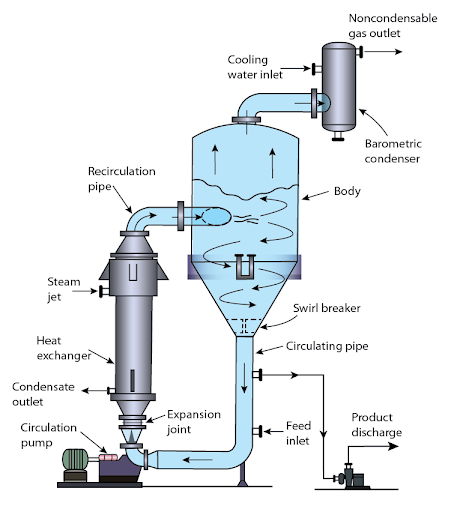 Noncondensable
gas outlet
Cooling
water inlet
Barometric
condenser
Recirculation
pipe
Body
Steam
jet
Swirl breaker
Heat
exchanger
Circulating pipe
Condensate
outlet
Expansion
joint
Circulation
pump
Feed
inlet
Product
discharge